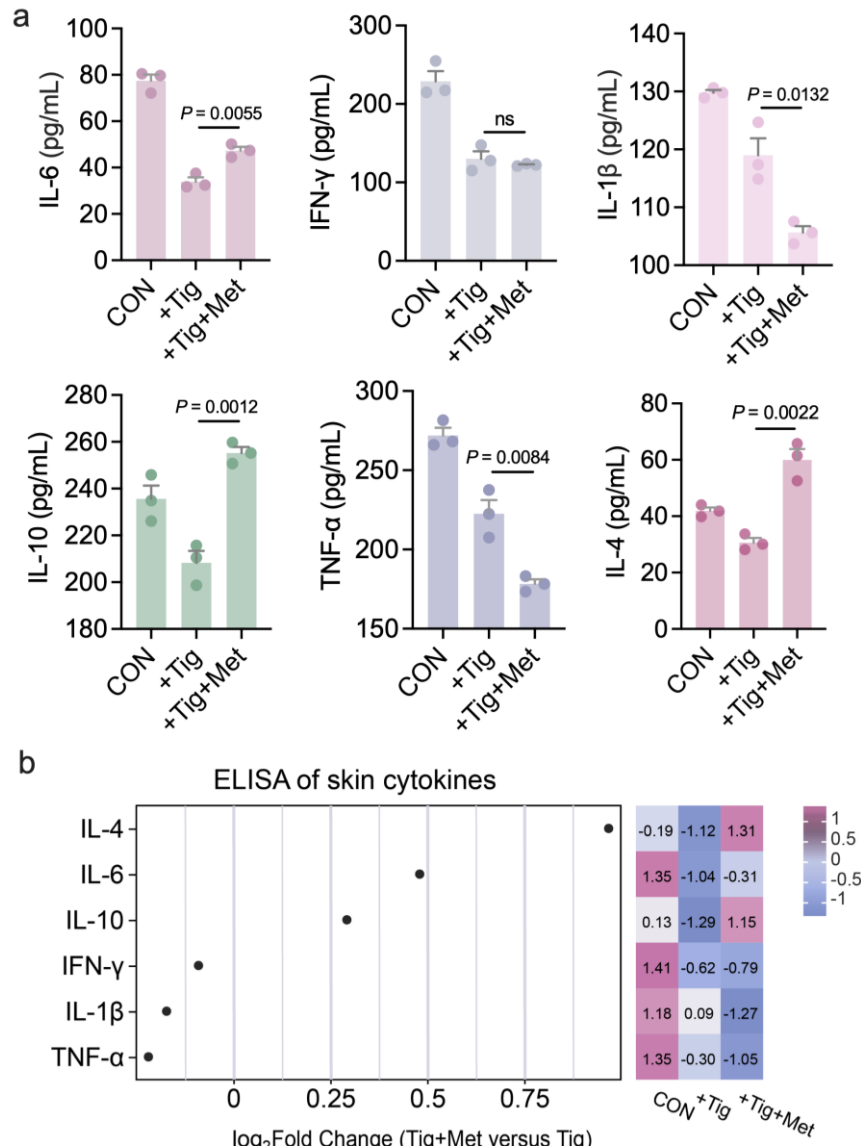 a
IL-6 (pg/mL)
100
80
60
40
20
0
P = 0.0055
CON
+Tig
+Tig+Met
IFN-γ (pg/mL)
300
200
100
0
ns
CON
+Tig
+Tig+Met
IL-1β (pg/mL)
130
120
106
100
P = 0.0132
CON
+Tig
+Tig+Met
IL-10 (pg/mL)
280
260
240
220
200
180
P = 0.0012
CON
+Tig
+Tig+Met
TNF-α (pg/mL)
300
250
200
150
P = 0.0084
CON
+Tig
+Tig+Met
IL-4 (pg/mL)
80
60
40
20
0
P = 0.0022
CON
+Tig
+Tig+Met
b
ELISA of skin cytokines
IL-4
IL-6
IL-10
IFN-γ
IL-1β
TNF-α
0 0.25 0.5 0.75
log₂Fold Change (Tig+Met versus Tig)
-0.19 -1.12 1.31
1.35 -1.04 -0.31
0.13 -1.29 1.15
1.41 -0.62 -0.79
1.18 0.09 -1.27
1.35 -0.30 -1.05
CON +Tig +Tig+Met
1
0.5
0
-0.5
-1